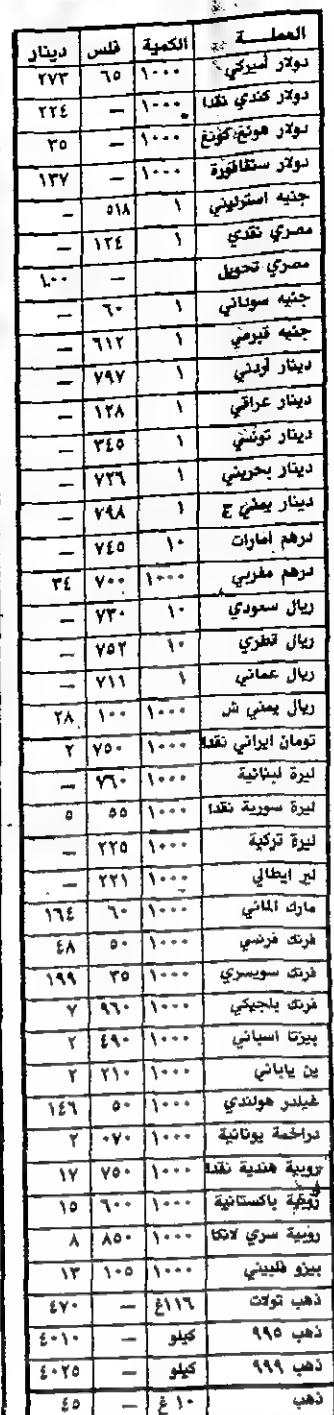 العملـــة الكمية فلس دينار
دولار أميركي ١٠٠٠ ٦٥ ٢٧٣
دولار كندي نقدا ١٠٠٠ – ٢٢٤
دولار هونغ كونغ ١٠٠٠ – ٣٥
دولار سنغافورة ١٠٠٠ – ١٣٧
جنيه استرليني ١ ٥١٨ –
مصري نقدي ١ ١٢٤ –
مصري تحويل – ١٠٠
جنيه سوداني ١ ٦٠ –
جنيه قبرصي ١ ٦١٢ –
دينار أردني ١ ٧٩٧ –
دينار عراقي ١ ١٢٨ –
دينار تونسي ١ ٣٤٥ –
دينار بحريني ١ ٧٢٦ –
دينار يمني ج ١ ٧٩٨ –
درهم امارات ١٠ ٧٤٥ –
درهم مغربي ١٠٠٠ ٧٠٠ ٣٤
ريال سعودي ١٠ ٧٣٠ –
ريال قطري ١٠ ٧٥٢ –
ريال عماني ١ ٧١١ –
ريال يمني ش ١٠٠٠ ١٠٠ ٢٨
تومان ايراني نقدا ١٠٠٠ ٧٥٠ ٢
ليرة لبنانية ١٠٠٠ ٧٦٠ –
ليرة سورية نقدا ١٠٠٠ ٥٥ ٥
ليرة تركية ١٠٠٠ ٢٢٥ –
لير ايطالي ١٠٠٠ ٢٢١ –
مارك الماني ١٠٠٠ ٦٠ ١٦٤
فرنك فرنسي ١٠٠٠ ٥٠ ٤٨
فرنك سويسري ١٠٠٠ ٣٥ ١٩٩
فرنك بلجيكي ١٠٠٠ ٩٦٠ ٧
بيزتا اسباني ١٠٠٠ ٤٩٠ ٢
ين ياباني ١٠٠٠ ٢١٠ ٢
غيلدر هولندي ١٠٠٠ ٥٠ ١٤٦
دراخمة يونانية ١٠٠٠ ٠٧٠ ٢
روبية هندية نقدا ١٠٠٠ ٧٥٠ ١٧
روبية باكستانية ١٠٠٠ ٦٠٠ ١٥
روبية سري لانكا ١٠٠٠ ٨٥٠ ٨
بيزو فلبيني ١٠٠٠ ١٠٥ ١٣
ذهب تولات ١١٦غ – ٤٧٠
ذهب ٩٩٥ كيلو – ٤٠١٠
ذهب ٩٩٩ كيلو – ٤٠٢٥
ذهب ١٠ غ – ٤٥